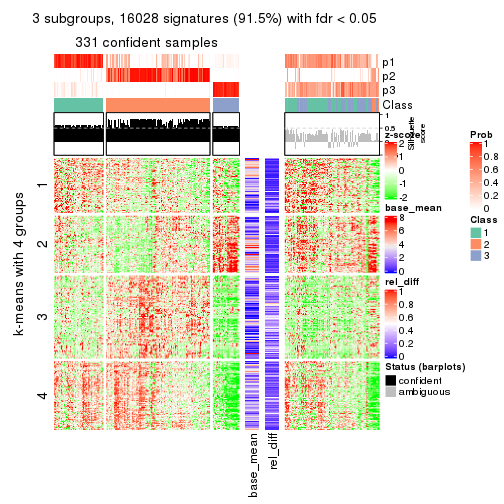 3 subgroups, 16028 signatures (91.5%) with fdr < 0.05
331 confident samples
p1
p2
p3
Class
1
0.5
0
Silhouette
score
k-means with 4 groups
1
2
3
4
base_mean
rel_diff
z-score
2
1
0
-1
-2
base_mean
8
6
4
2
0
rel_diff
1
0.8
0.6
0.4
0.2
0
Status (barplots)
confident
ambiguous
Prob
1
0.8
0.6
0.4
0.2
0
Class
1
2
3